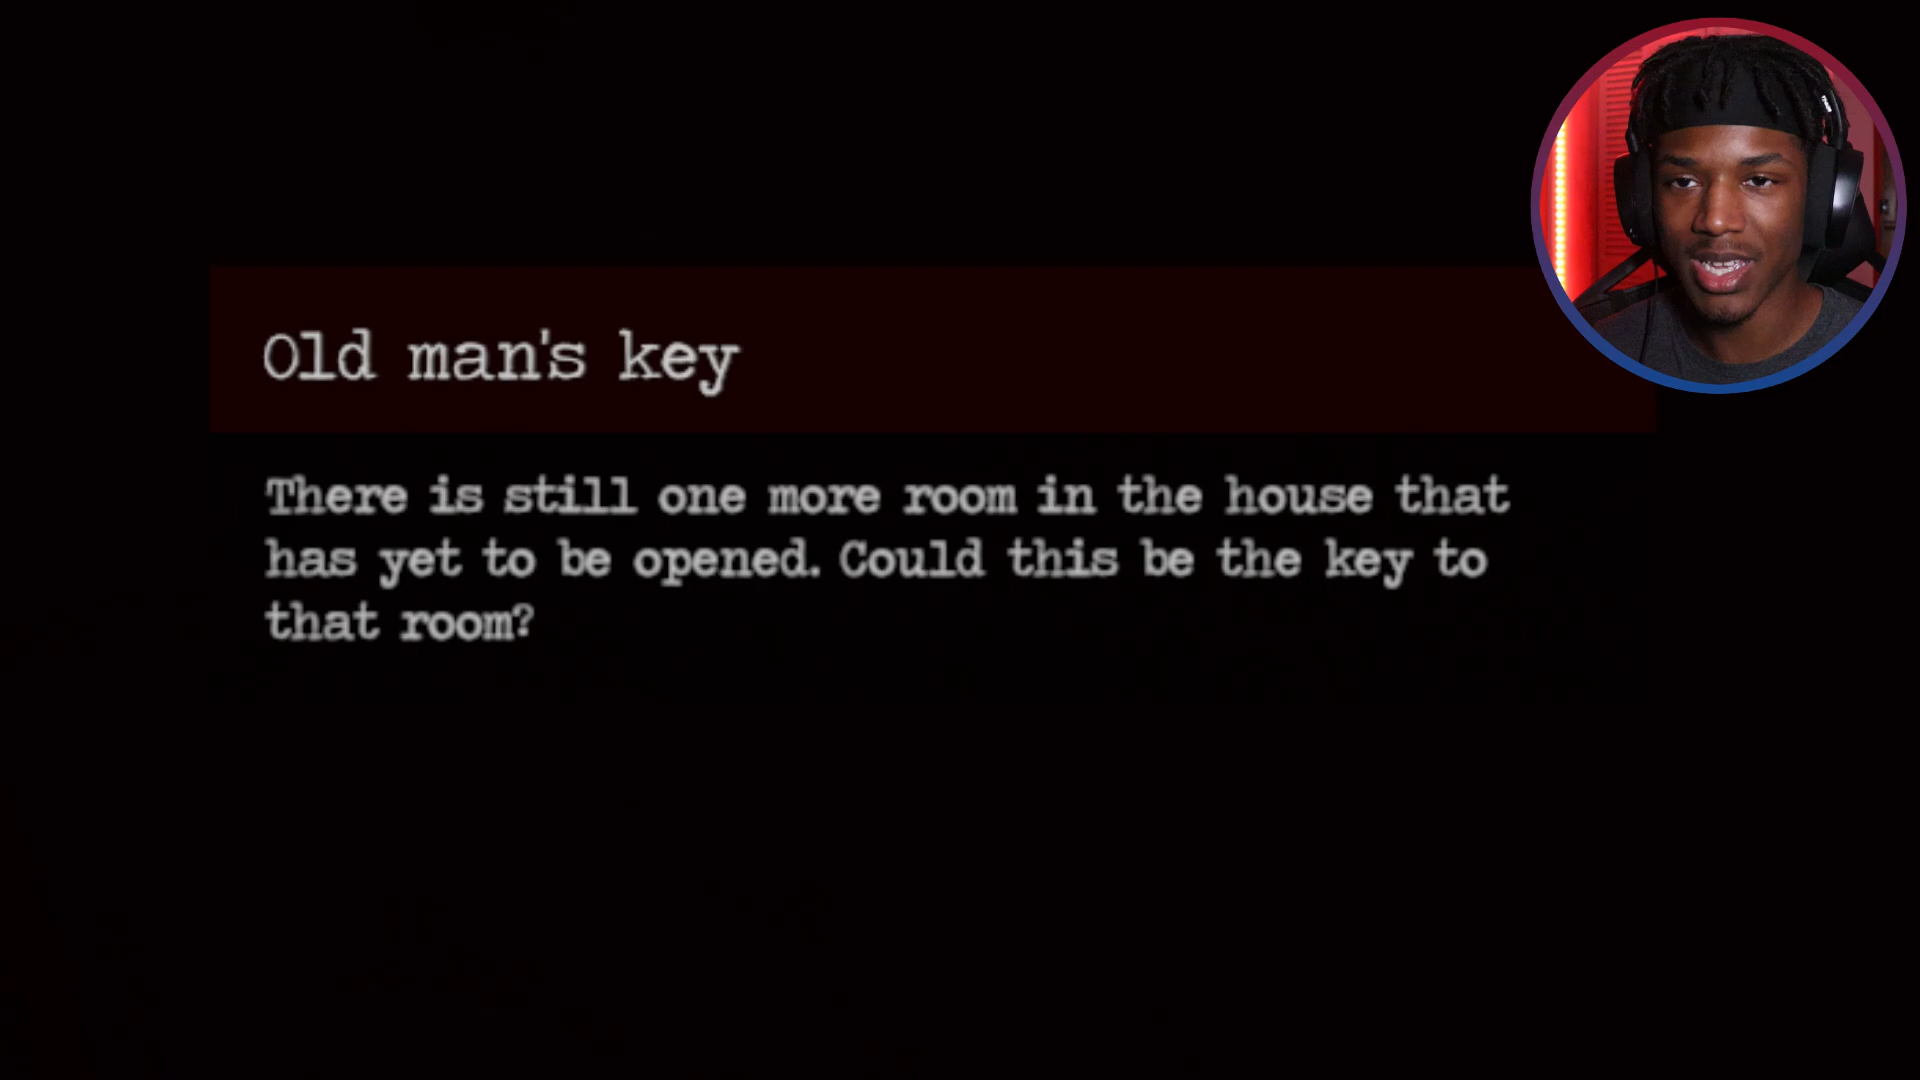 Old man's key
There is still one more room in the house that
has yet to be opened. Could this be the key to
that room?